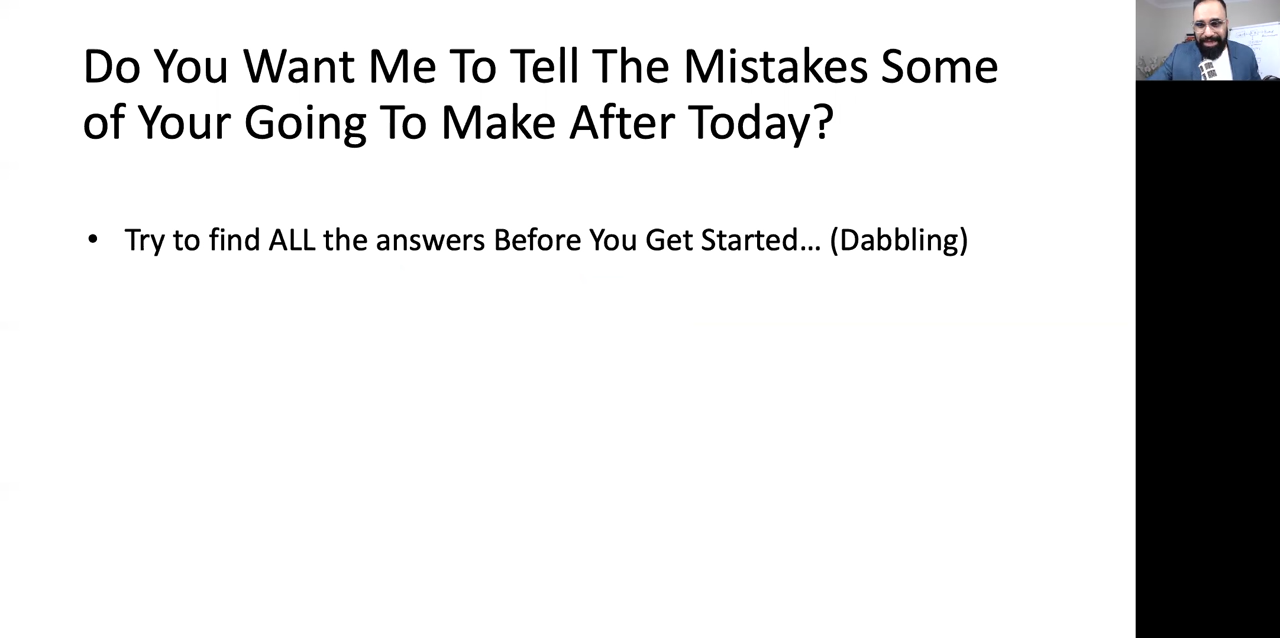 Do You Want Me To Tell The Mistakes Some
of Your Going To Make After Today?
• Try to find ALL the answers Before You Get Started... (Dabbling)